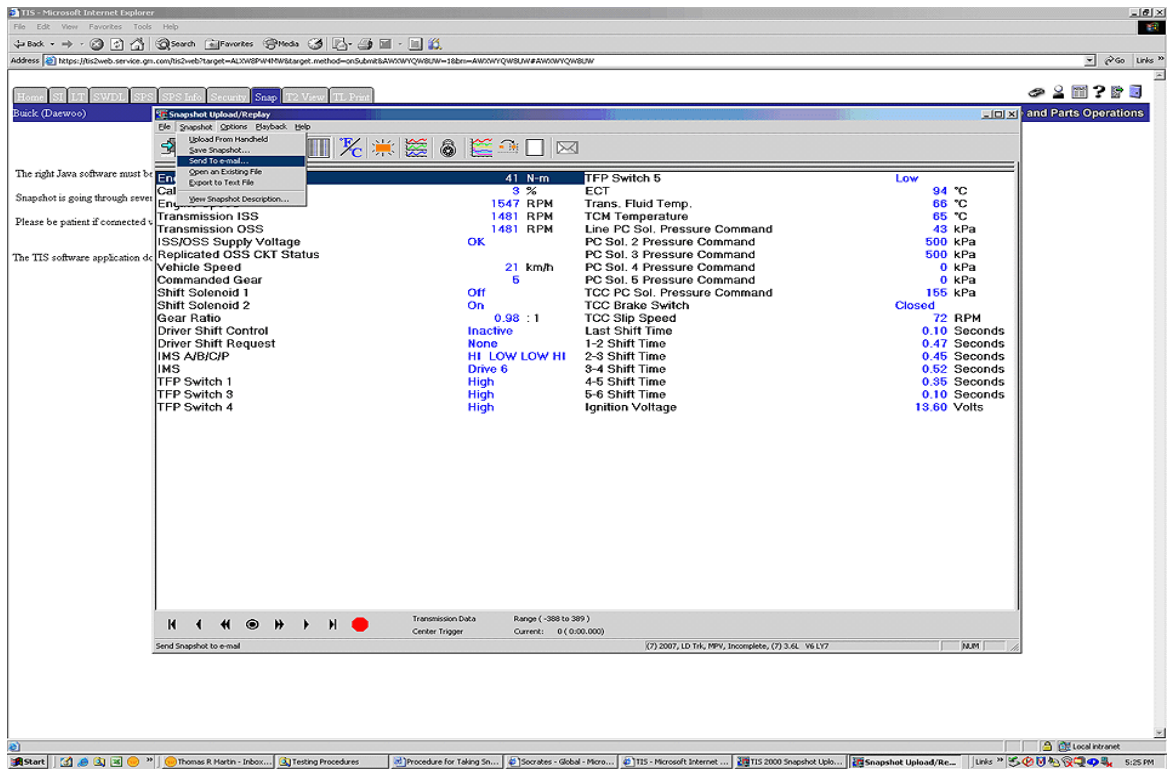 TIS - Microsoft Internet Explorer
File Edit View Favorites Tools Help
Back Search Favorites Media
Address https://tis2web.service.gm.com/tis2web?target=ALXW8PW4MW&target.method=onSubmit&AWXWYQW8UW=18&rn=AWXWYQW8UW#AWXWYQW8UW Go Links »
Home SI LT SWDL SPS SPS Info Security Snap T2 View TL Print
Buick (Daewoo) and Parts Operations
The right Java software must be
Snapshot is going through sever
Please be patient if connected v
The TIS software application do
Snapshot Upload/Replay
File Snapshot Options Playback Help
Upload From Handheld
Save Snapshot...
Send To e-mail...
Open an Existing File
Export to Text File
View Snapshot Description...
41 N-m TFP Switch 5 Low
3 % ECT 94 °C
1547 RPM Trans. Fluid Temp. 66 °C
Transmission ISS 1481 RPM TCM Temperature 65 °C
Transmission OSS 1481 RPM Line PC Sol. Pressure Command 43 kPa
ISS/OSS Supply Voltage OK PC Sol. 2 Pressure Command 500 kPa
Replicated OSS CKT Status PC Sol. 3 Pressure Command 500 kPa
Vehicle Speed 21 km/h PC Sol. 4 Pressure Command 0 kPa
Commanded Gear 5 PC Sol. 5 Pressure Command 0 kPa
Shift Solenoid 1 Off TCC PC Sol. Pressure Command 155 kPa
Shift Solenoid 2 On TCC Brake Switch Closed
Gear Ratio 0.98 : 1 TCC Slip Speed 72 RPM
Driver Shift Control Inactive Last Shift Time 0.10 Seconds
Driver Shift Request None 1-2 Shift Time 0.47 Seconds
IMS A/B/C/P HI LOW LOW HI 2-3 Shift Time 0.45 Seconds
IMS Drive 6 3-4 Shift Time 0.52 Seconds
TFP Switch 1 High 4-5 Shift Time 0.35 Seconds
TFP Switch 3 High 5-6 Shift Time 0.10 Seconds
TFP Switch 4 High Ignition Voltage 13.60 Volts
Transmission Data Range ( -388 to 389 )
Center Trigger Current: 0 ( 0:00.000)
Send Snapshot to e-mail (7) 2007, LD Trk, MPV, Incomplete, (7) 3.6L V6 LY7 NUM
Local intranet
Start » Thomas R Martin - Inbox... Testing Procedures Procedure for Taking Sn... Socrates - Global - Micro... TIS - Microsoft Internet ... TIS 2000 Snapshot Uplo... Snapshot Upload/Re... Links » 5:25 PM